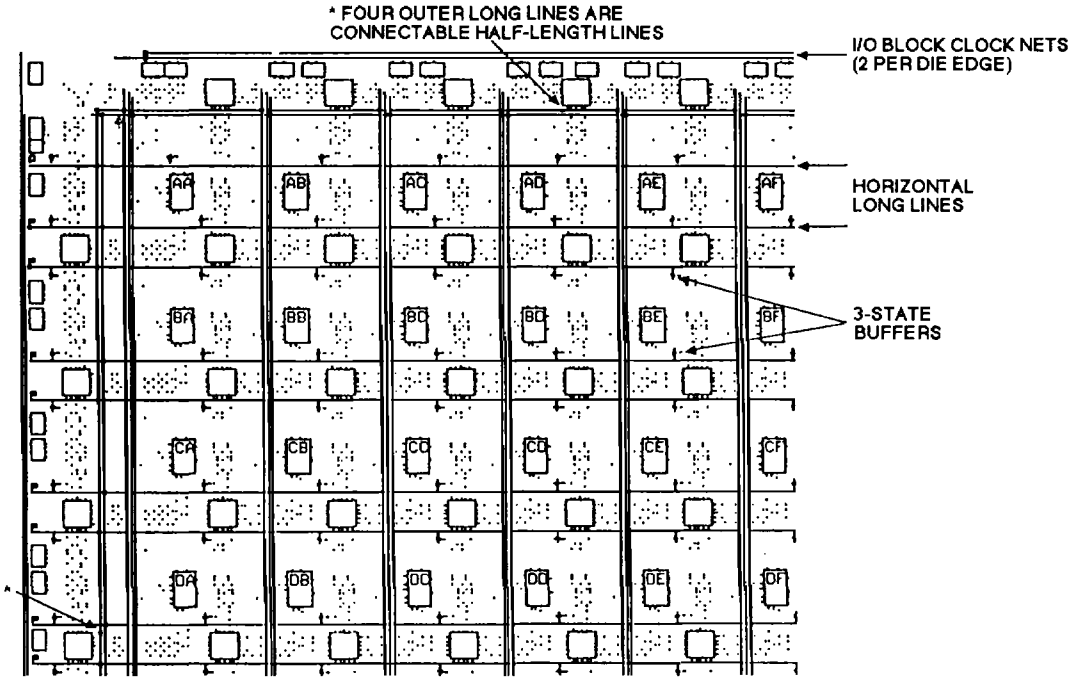 * FOUR OUTER LONG LINES ARE
CONNECTABLE HALF-LENGTH LINES
I/O BLOCK CLOCK NETS
(2 PER DIE EDGE)
HORIZONTAL
LONG LINES
3-STATE
BUFFERS
AA AB AC AD AE AF
BA BB BC BD BE BF
CA CB CC CD CE CF
DA DB DC DD DE DF
*